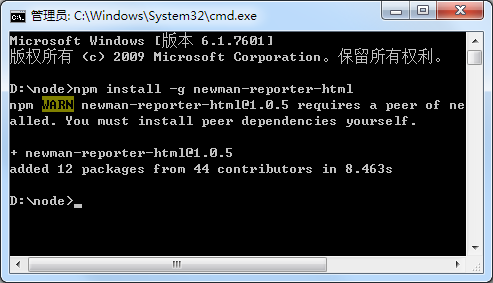 管理员: C:\Windows\System32\cmd.exe
Microsoft Windows [版本 6.1.7601]
版权所有 (c) 2009 Microsoft Corporation。保留所有权利。
D:\node>npm install -g newman-reporter-html
npm WARN newman-reporter-html@1.0.5 requires a peer of ne
alled. You must install peer dependencies yourself.
+ newman-reporter-html@1.0.5
added 12 packages from 44 contributors in 8.463s
D:\node>